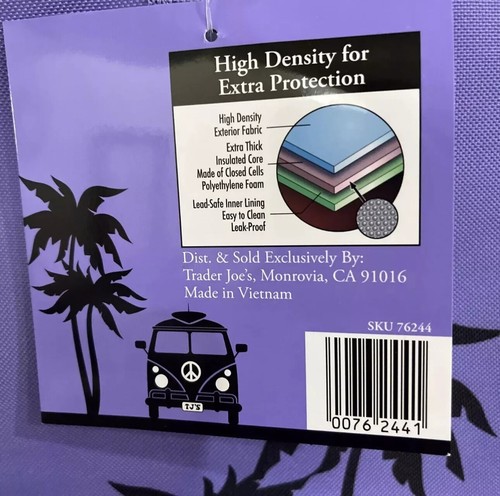 High Density for
Extra Protection
High Density
Exterior Fabric
Extra Thick
Insulated Core
Made of Closed Cells
Polyethylene Foam
Lead-Safe Inner Lining
Easy to Clean
Leak-Proof
Dist. & Sold Exclusively By:
Trader Joe's, Monrovia, CA 91016
Made in Vietnam
SKU 76244
TJ'S
0076 2441